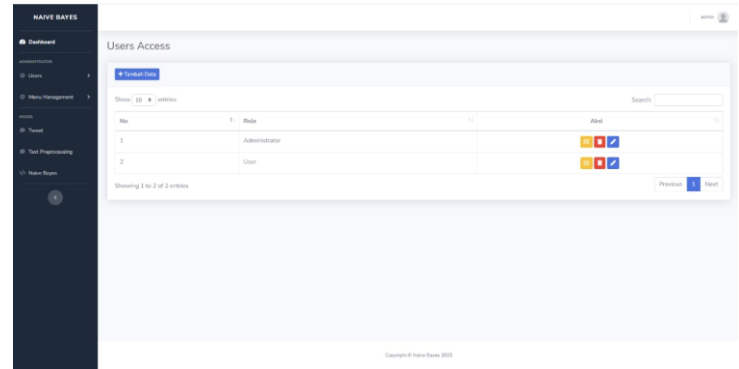 NAIVE BAYES
admin
Dashboard
Users Access
ADMINISTRATOR
Users
Menu Management
MODEL
Tweet
Text Preprocessing
Naive Bayes
+ Tambah Data
Show 10 entries
Search:
No Role Aksi
1 Administrator
2 User
Showing 1 to 2 of 2 entries
Previous 1 Next
Copyright © Naive Bayes 2023